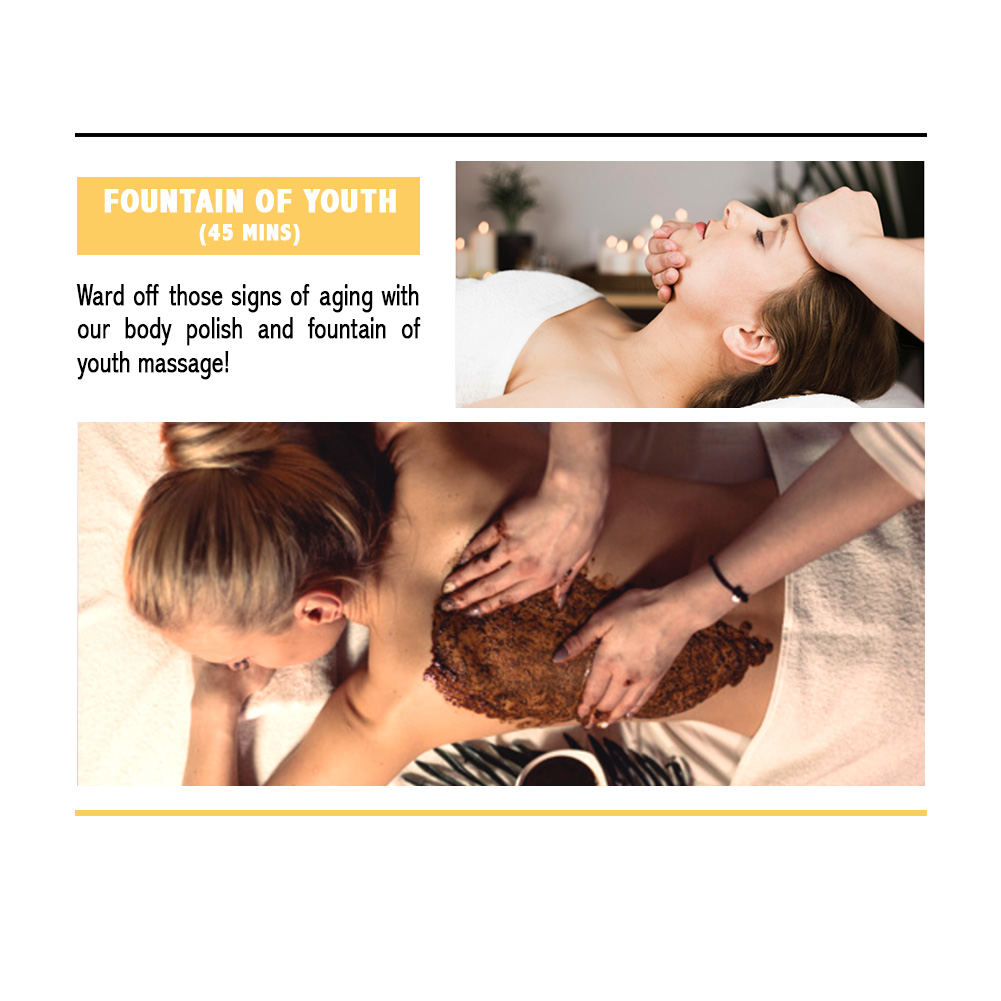 FOUNTAIN OF YOUTH
(45 MINS)
Ward off those signs of aging with
our body polish and fountain of
youth massage!